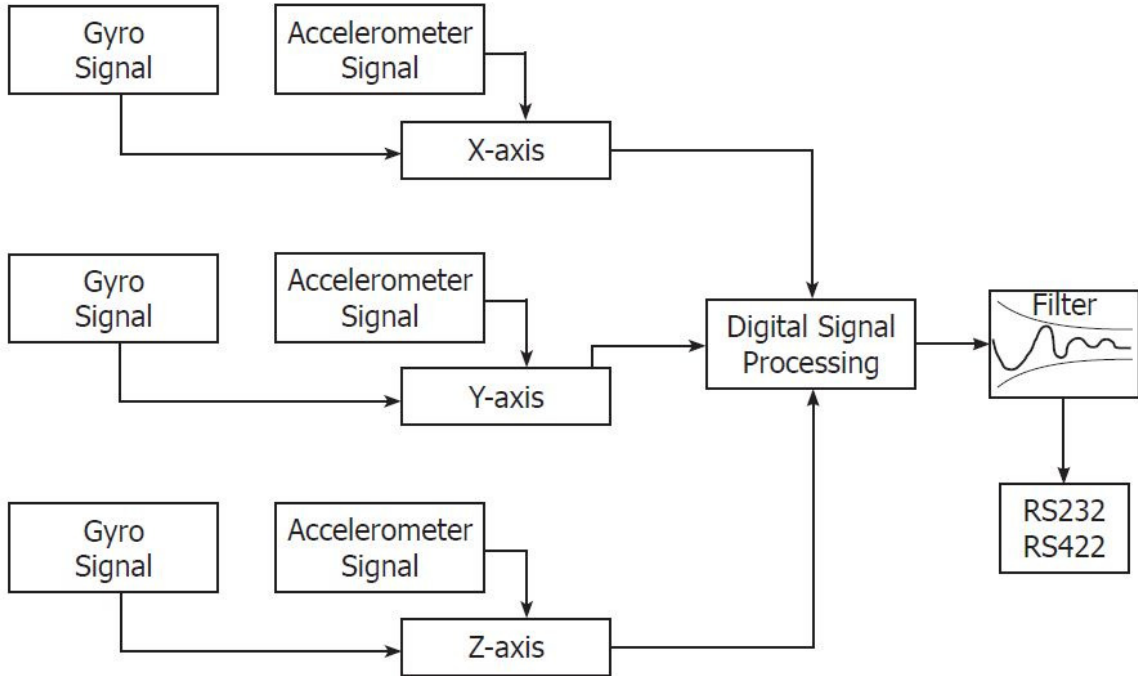 Gyro
Signal
Accelerometer
Signal
X-axis
Gyro
Signal
Accelerometer
Signal
Y-axis
Digital Signal
Processing
Filter
Gyro
Signal
Accelerometer
Signal
Z-axis
RS232
RS422